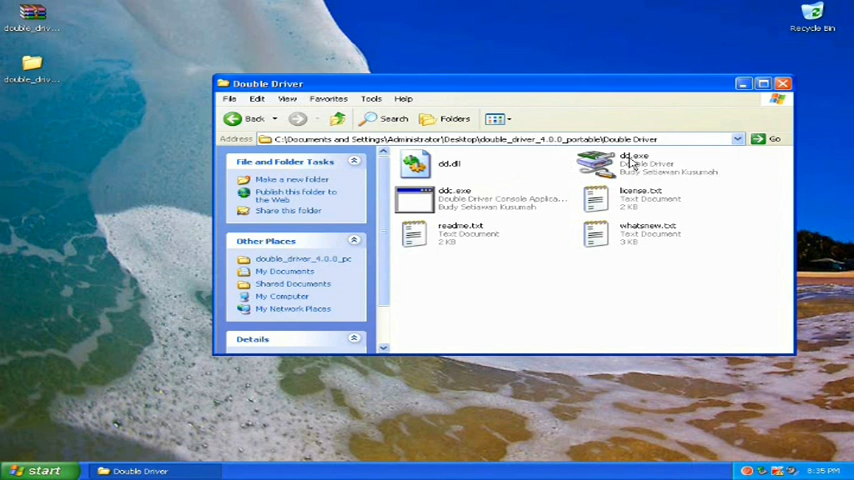 double_driv...
Recycle Bin
double_driv...
Double Driver
File Edit View Favorites Tools Help
Back Search Folders
Address C:\Documents and Settings\Administrator\Desktop\double_driver_4.0.0_portable\Double Driver Go
File and Folder Tasks
Make a new folder
Publish this folder to
the Web
Share this folder
Other Places
double_driver_4.0.0_pc
My Documents
Shared Documents
My Computer
My Network Places
Details
dd.dll
dd.exe
Double Driver
Budy Setiawan Kusumah
ddc.exe
Double Driver Console Applica...
Budy Setiawan Kusumah
license.txt
Text Document
2 KB
readme.txt
Text Document
2 KB
whatsnew.txt
Text Document
3 KB
start
Double Driver
8:35 PM